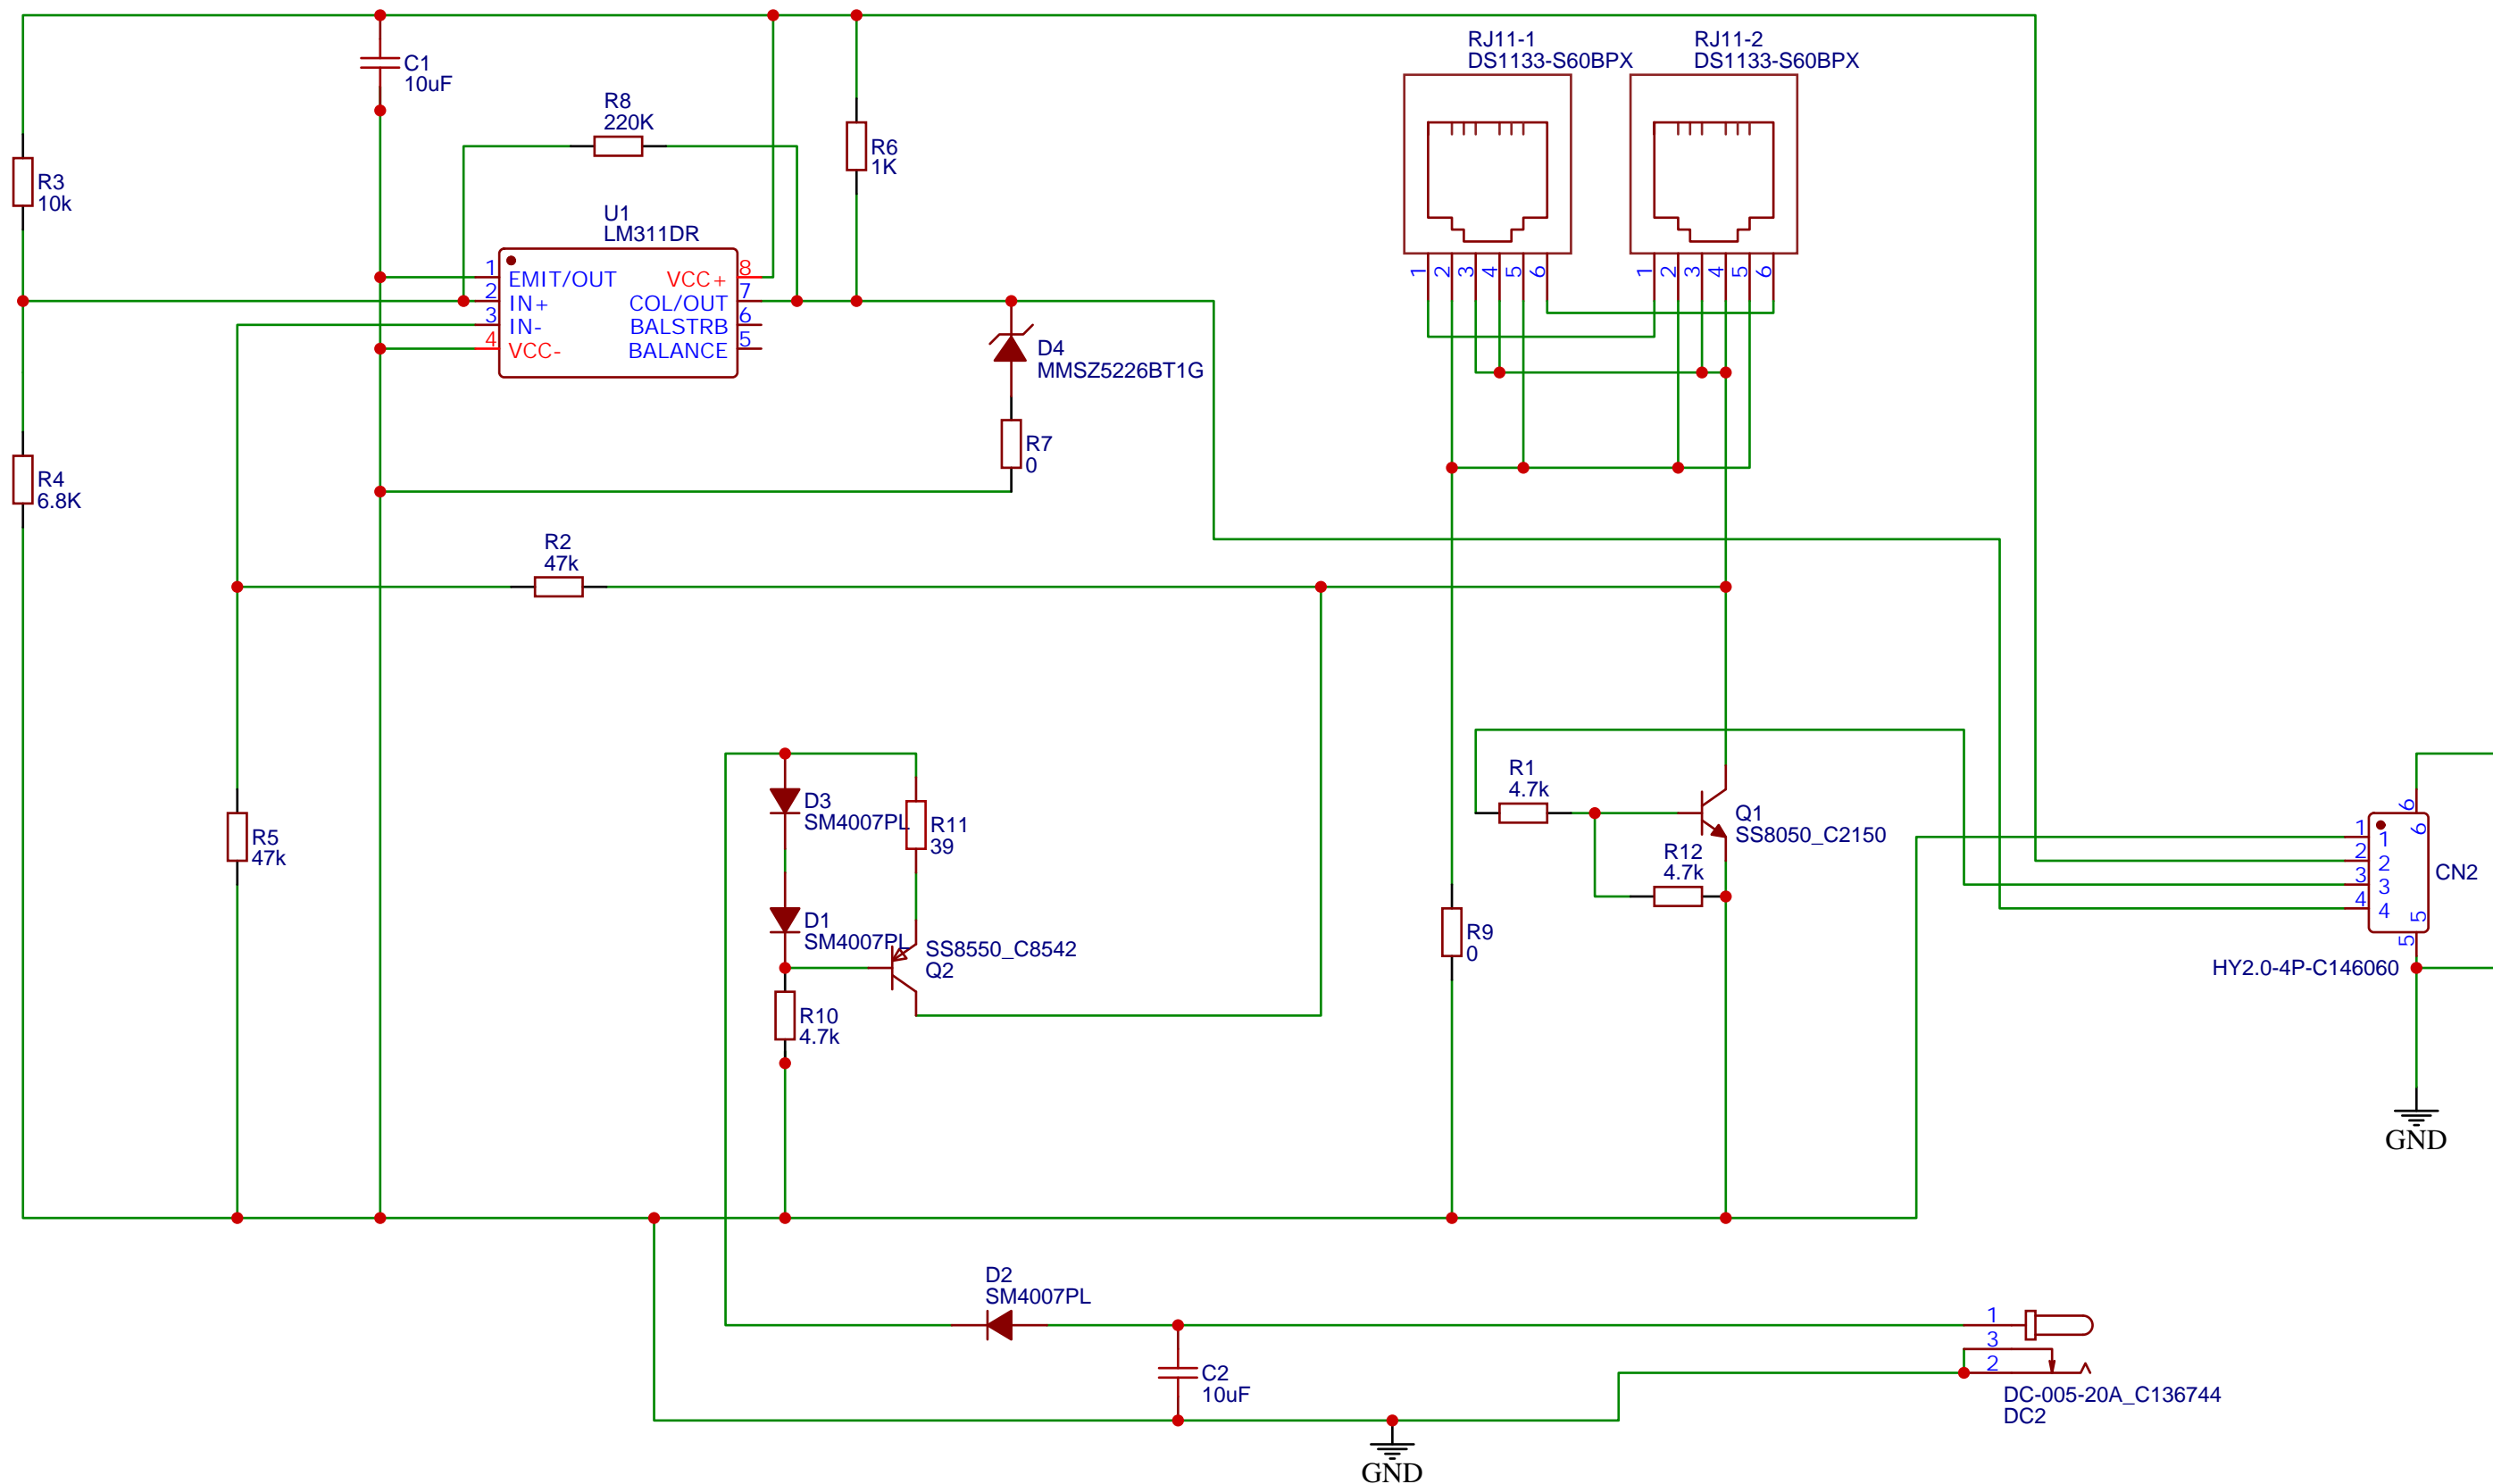 RJ11-1
DS1133-S60BPX
RJ11-2
DS1133-S60BPX
C1
10uF
R8
220K
R6
1K
R3
10k
U1
LM311DR
1 EMIT/OUT VCC+ 8
2 IN+ COL/OUT 7
3 IN- BALSTRB 6
4 VCC- BALANCE 5
1 2 3 4 5 6
1 2 3 4 5 6
D4
MMSZ5226BT1G
R7
0
R4
6.8K
R2
47k
R1
4.7k
D3
SM4007PL
R11
39
Q1
SS8050_C2150
R5
47k
R12
4.7k
6 6
1 1
2 2
3 3
4 4
5 5
CN2
HY2.0-4P-C146060
D1
SM4007PL
SS8550_C8542
Q2
R9
0
R10
4.7k
GND
D2
SM4007PL
1
3
2
C2
10uF
DC-005-20A_C136744
DC2
GND